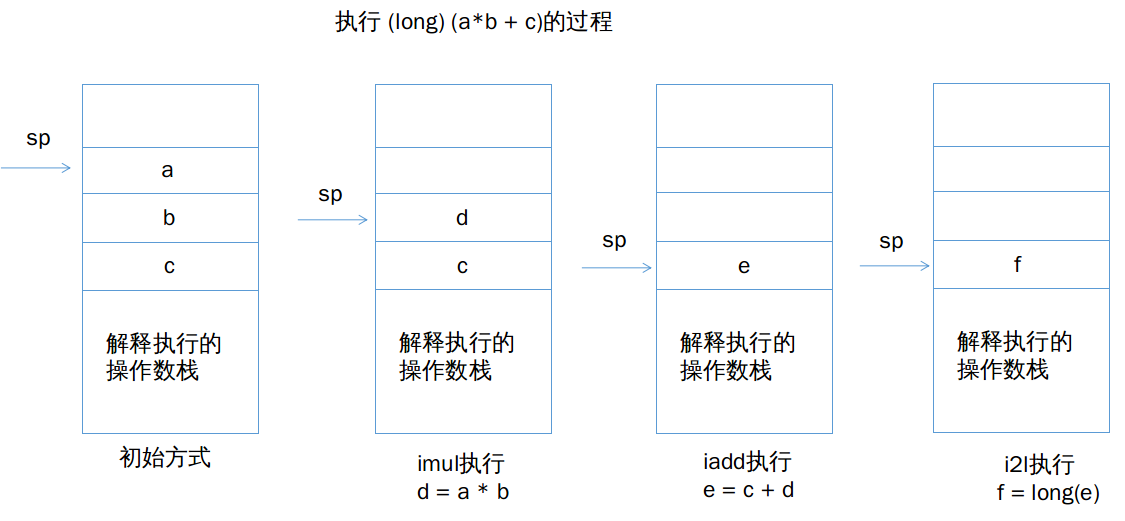 执行 (long) (a*b + c)的过程
sp
a
b
c
解释执行的
操作数栈
初始方式
sp
d
c
解释执行的
操作数栈
imul执行
d = a * b
sp
e
解释执行的
操作数栈
iadd执行
e = c + d
sp
f
解释执行的
操作数栈
i2l执行
f = long(e)